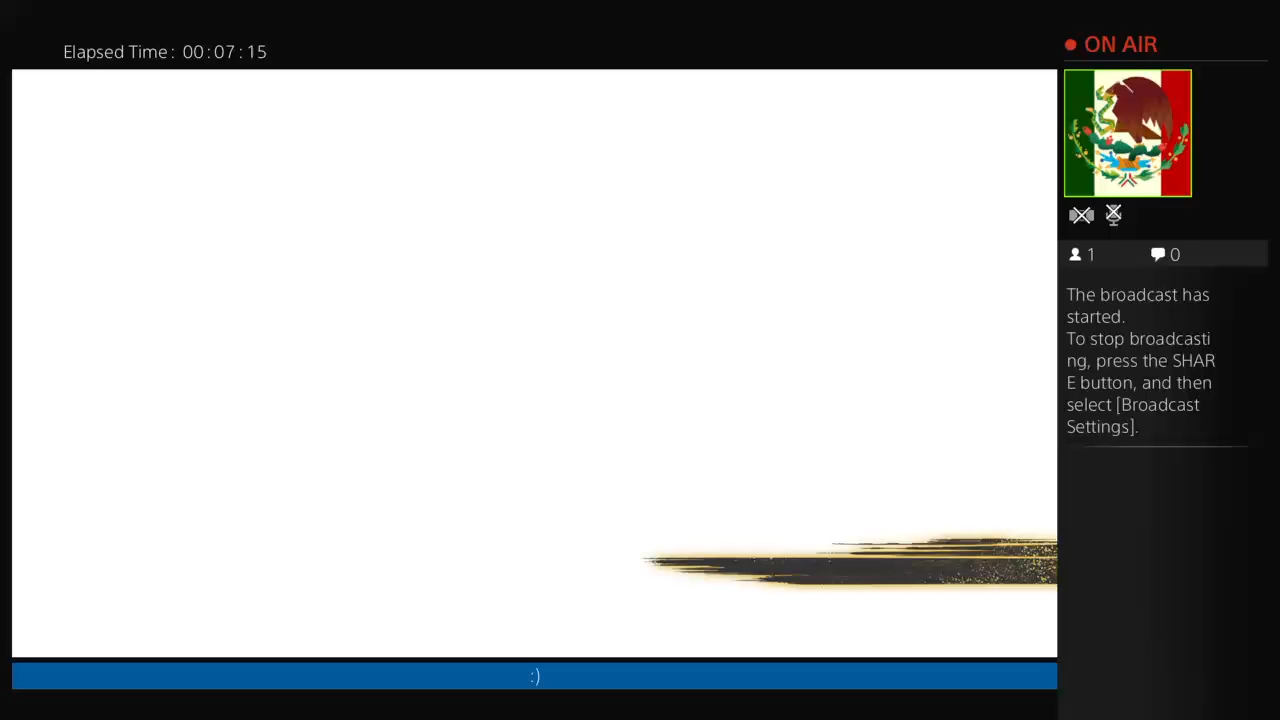 Elapsed Time: 00:07:15
ON AIR
1
0
The broadcast has
started.
To stop broadcasti
ng, press the SHAR
E button, and then
select [Broadcast
Settings].
:)